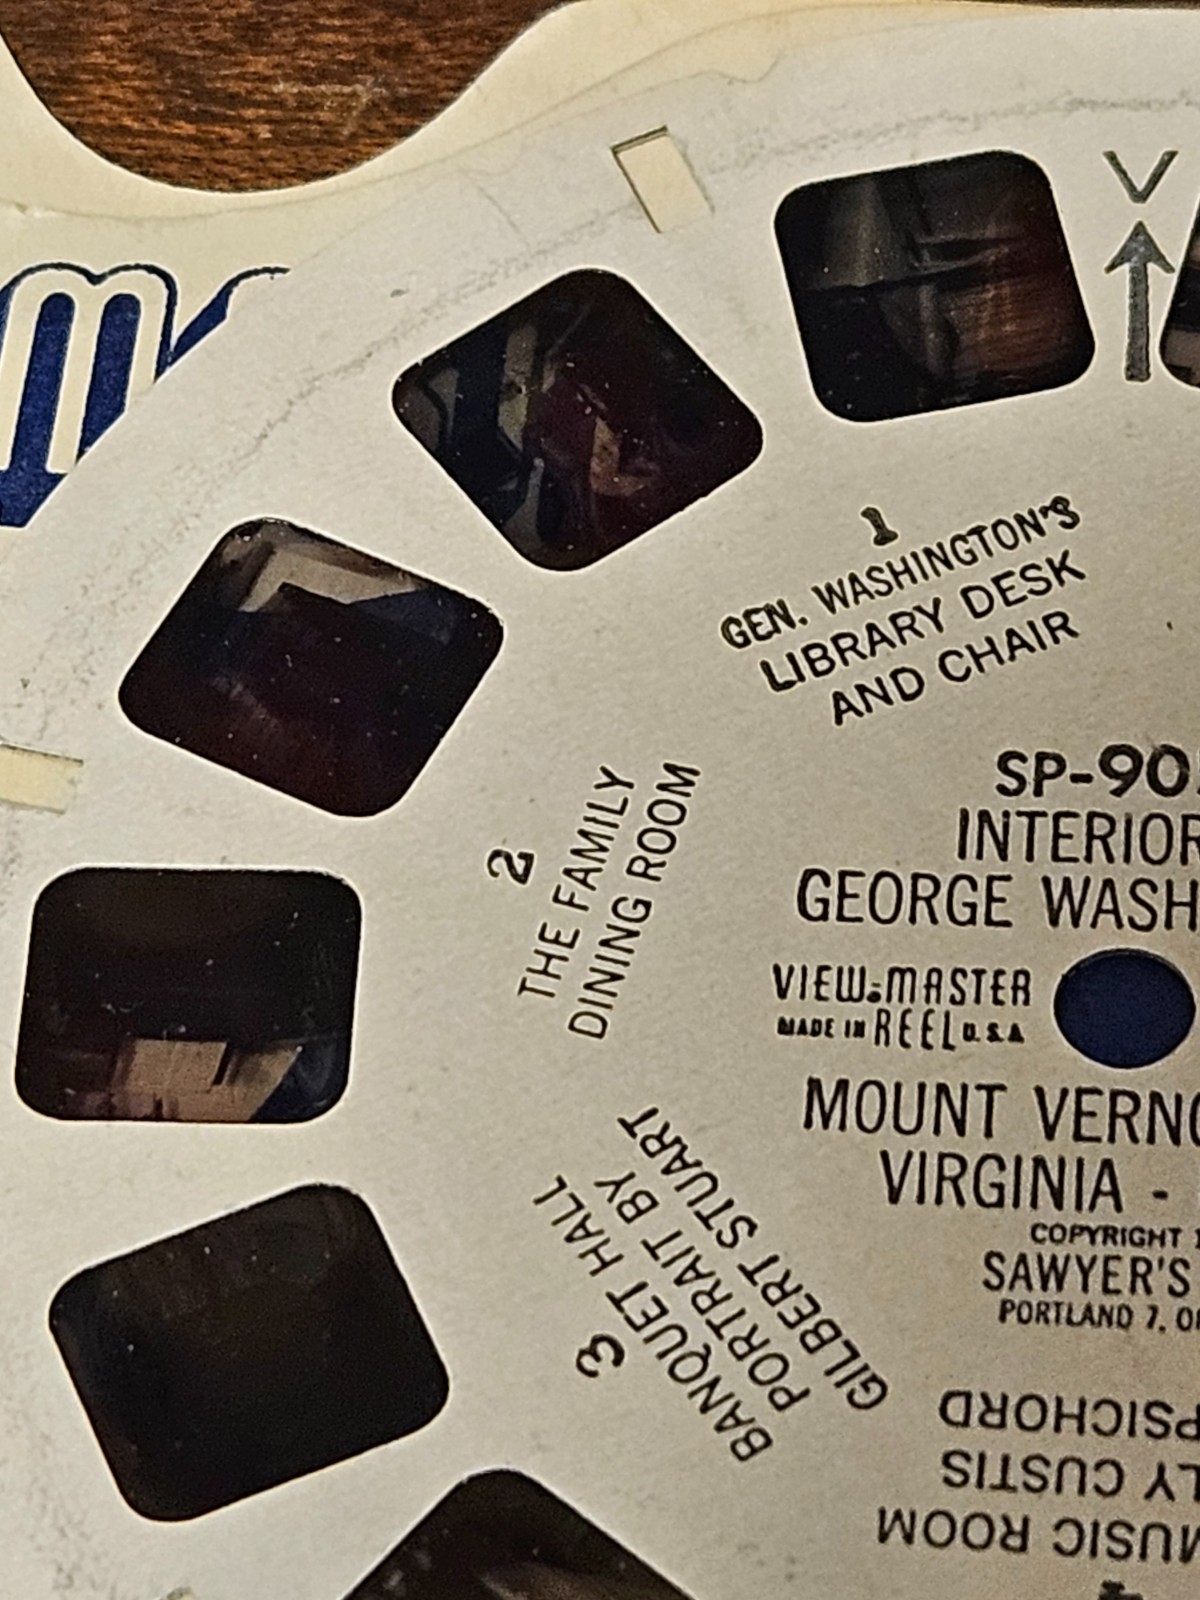 V
1
GEN. WASHINGTON'S
LIBRARY DESK
AND CHAIR
2
THE FAMILY
DINING ROOM
3
BANQUET HALL
PORTRAIT BY
GILBERT STUART
SP-90
INTERIOR
GEORGE WASH
VIEW-MASTER
MADE IN REEL U.S.A
MOUNT VERNO
VIRGINIA -
COPYRIGHT
SAWYER'S
PORTLAND 7, O
MUSIC ROOM
LY CUSTIS
PSICHORD